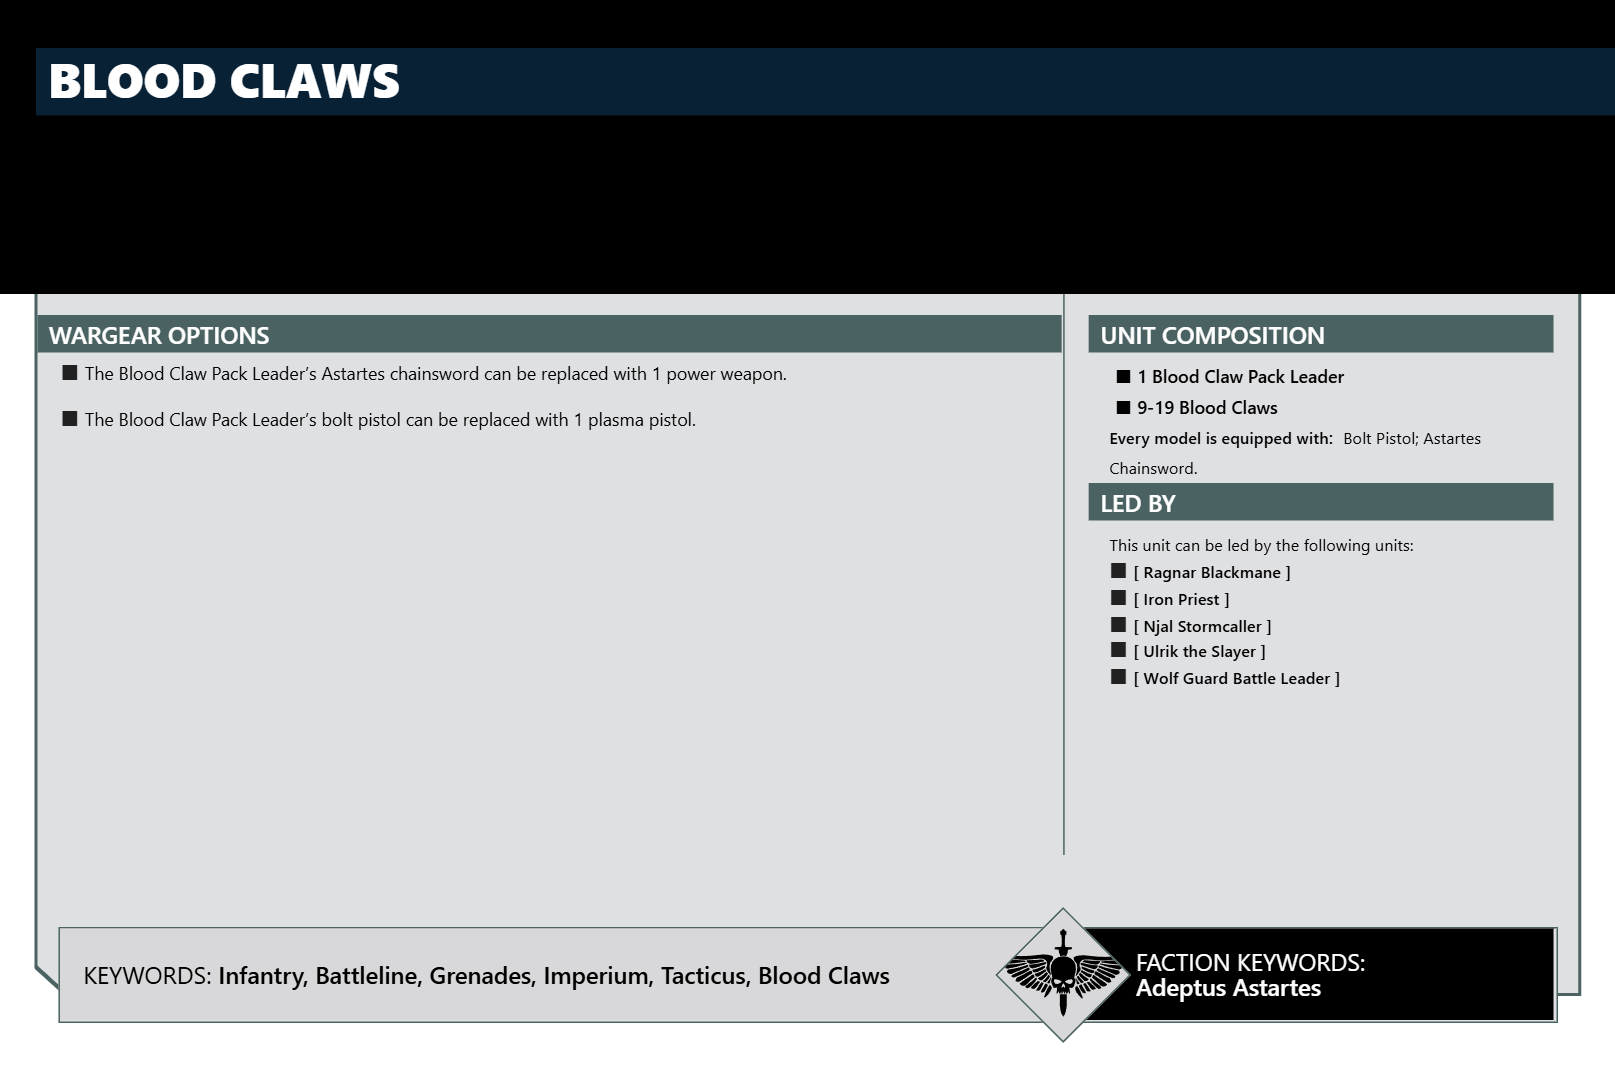 BLOOD CLAWS
WARGEAR OPTIONS
■ The Blood Claw Pack Leader’s Astartes chainsword can be replaced with 1 power weapon.
■ The Blood Claw Pack Leader’s bolt pistol can be replaced with 1 plasma pistol.
UNIT COMPOSITION
■ 1 Blood Claw Pack Leader
■ 9-19 Blood Claws
Every model is equipped with: Bolt Pistol; Astartes
Chainsword.
LED BY
This unit can be led by the following units:
■ [ Ragnar Blackmane ]
■ [ Iron Priest ]
■ [ Njal Stormcaller ]
■ [ Ulrik the Slayer ]
■ [ Wolf Guard Battle Leader ]
KEYWORDS: Infantry, Battleline, Grenades, Imperium, Tacticus, Blood Claws
FACTION KEYWORDS:
Adeptus Astartes